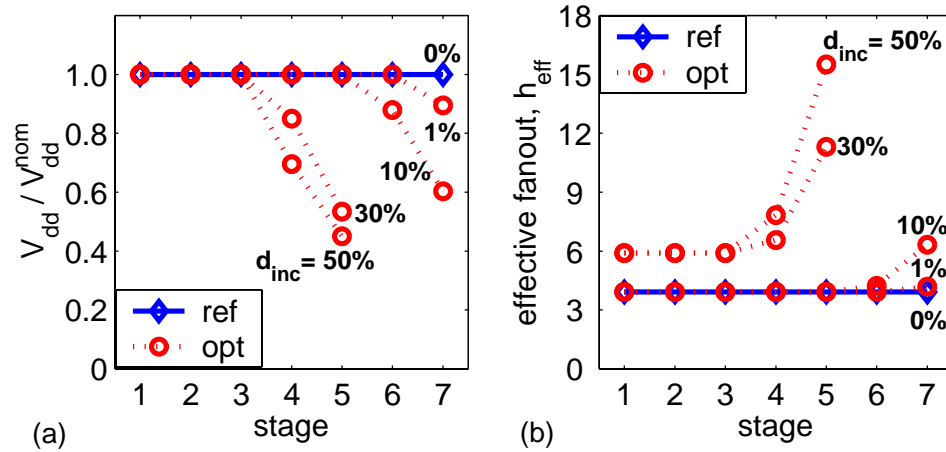 V_dd / V_dd^nom
1.0
0.8
0.6
0.4
0.2
0
0%
1%
10%
30%
d_inc = 50%
ref
opt
1 2 3 4 5 6 7
stage
(a)
effective fanout, h_eff
18
15
12
9
6
3
0
ref
opt
d_inc = 50%
30%
10%
1%
0%
1 2 3 4 5 6 7
stage
(b)